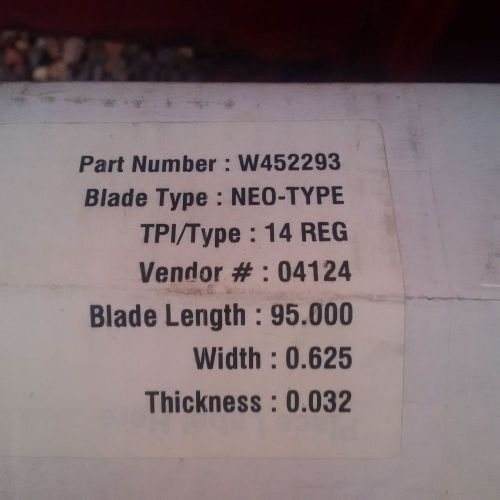 Part Number : W452293
Blade Type : NEO-TYPE
TPI/Type : 14 REG
Vendor # : 04124
Blade Length : 95.000
Width : 0.625
Thickness : 0.032